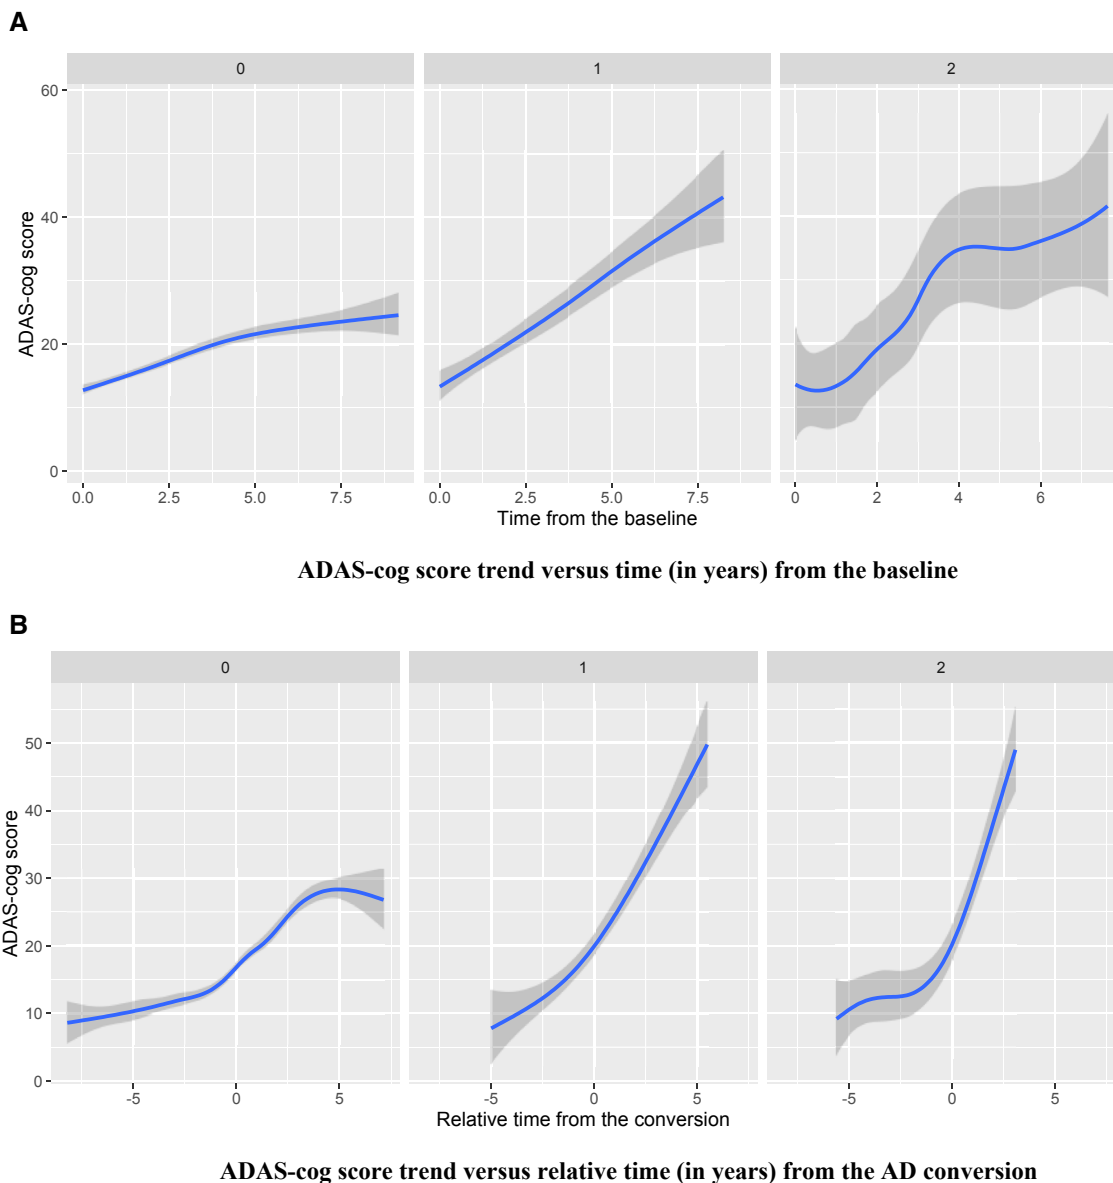 A
0 1 2
60
40
20
0
ADAS-cog score
0.0 2.5 5.0 7.5 0.0 2.5 5.0 7.5 0 2 4 6
Time from the baseline
ADAS-cog score trend versus time (in years) from the baseline
B
0 1 2
50
40
30
20
10
0
ADAS-cog score
-5 0 5 -5 0 5 -5 0 5
Relative time from the conversion
ADAS-cog score trend versus relative time (in years) from the AD conversion